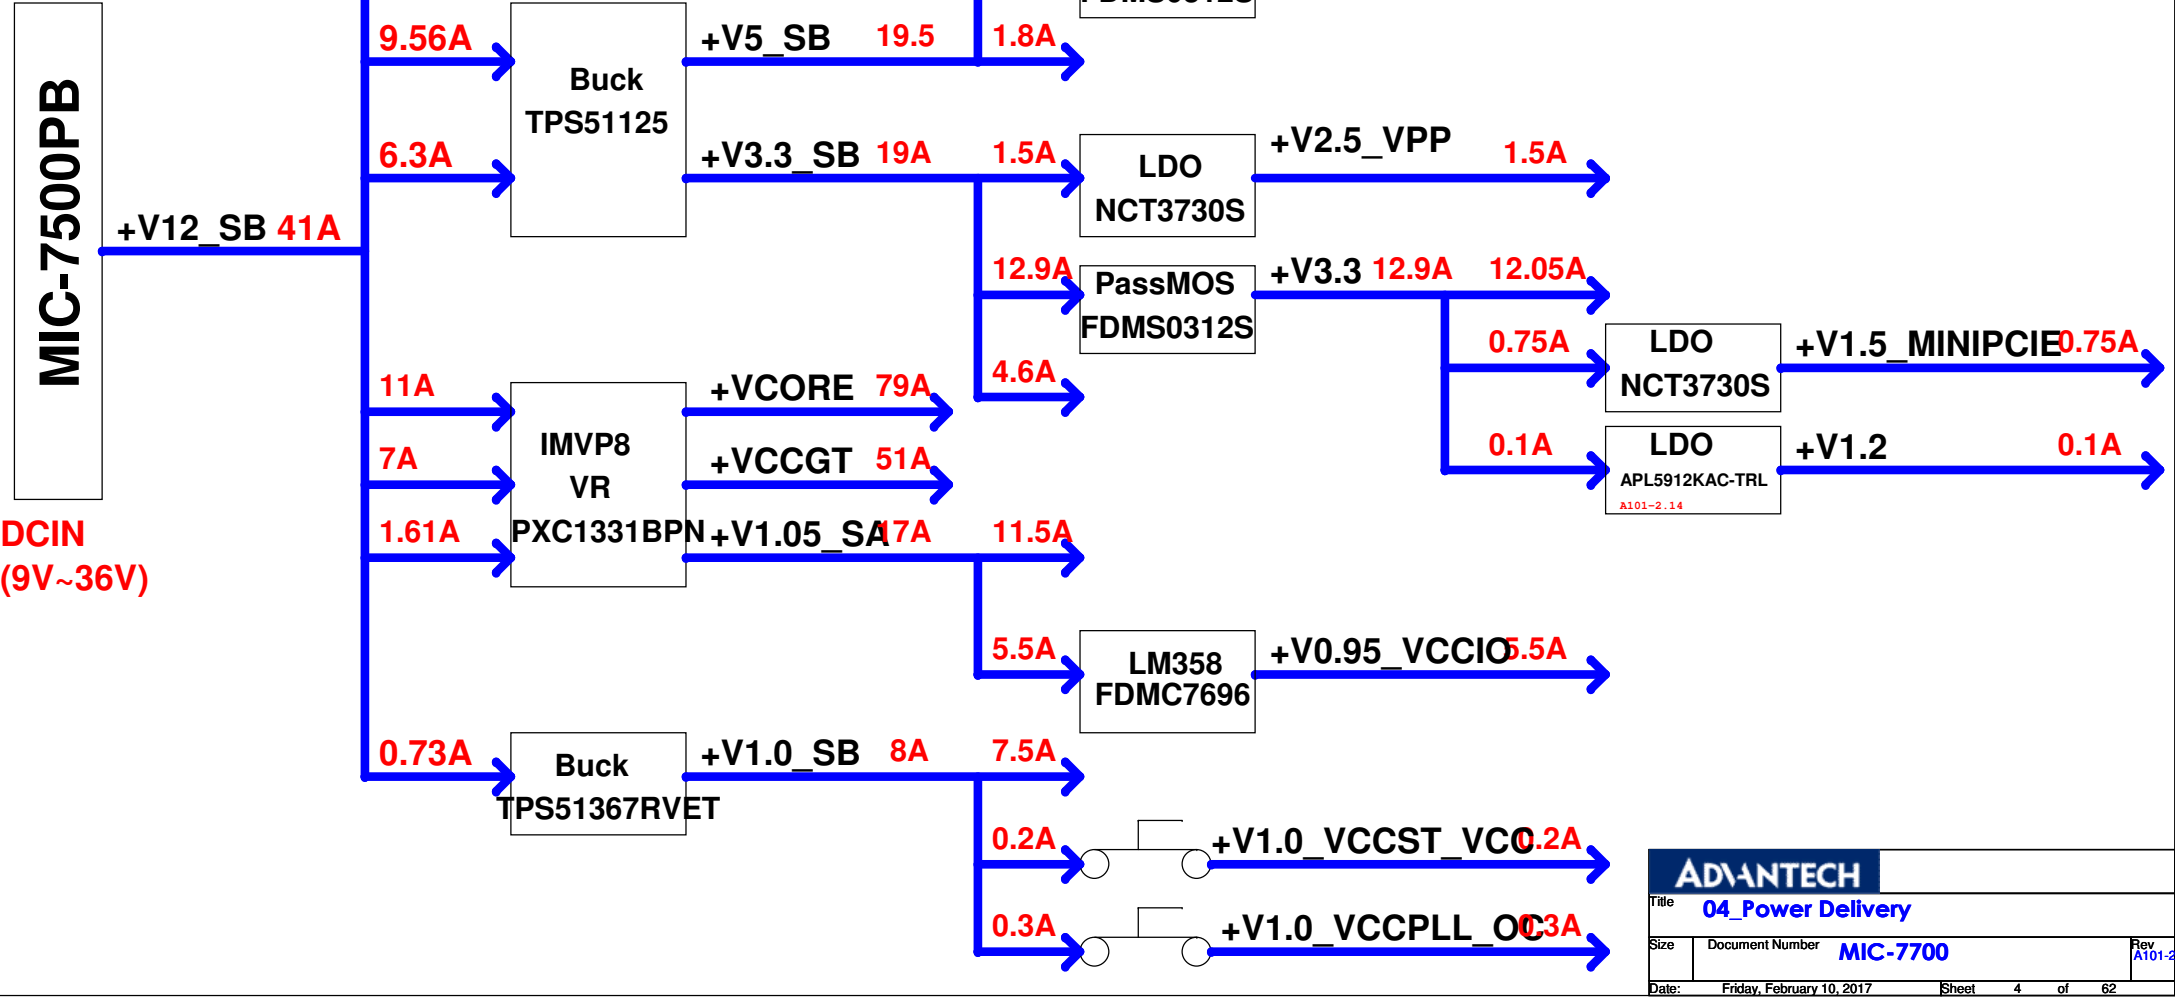 MIC-7500PB
DCIN
(9V~36V)
+V12_SB 41A
9.56A
Buck
TPS51125
+V5_SB 19.5
1.8A
6.3A
+V3.3_SB 19A
1.5A
LDO
NCT3730S
+V2.5_VPP
1.5A
12.9A
PassMOS
FDMS0312S
+V3.3 12.9A
12.05A
0.75A
LDO
NCT3730S
+V1.5_MINIPCIE 0.75A
4.6A
0.1A
LDO
APL5912KAC-TRL
A101-2.14
+V1.2
0.1A
11A
IMVP8
VR
PXC1331BPN
+VCORE 79A
7A
+VCCGT 51A
1.61A
+V1.05_SA 17A
11.5A
5.5A
LM358
FDMC7696
+V0.95_VCCIO 5.5A
0.73A
Buck
TPS51367RVET
+V1.0_SB 8A
7.5A
0.2A
+V1.0_VCCST_VCC 0.2A
0.3A
+V1.0_VCCPLL_OC 0.3A
ADVANTECH
Title
04_Power Delivery
Size
Document Number
MIC-7700
Rev
Date: Friday, February 10, 2017 Sheet 4 of 62